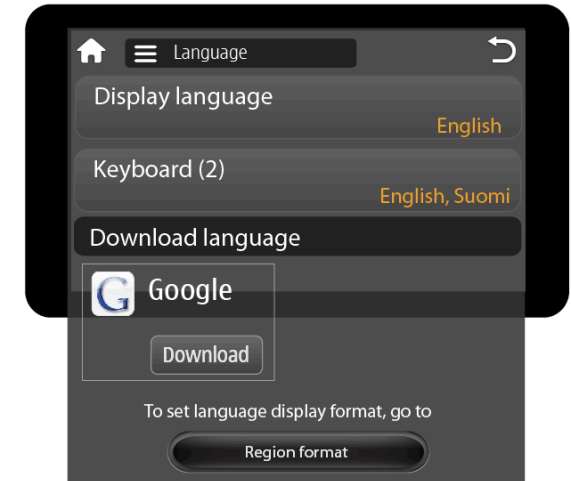 Language
Display language
English
Keyboard (2)
English, Suomi
Download language
G Google
Download
To set language display format, go to
Region format